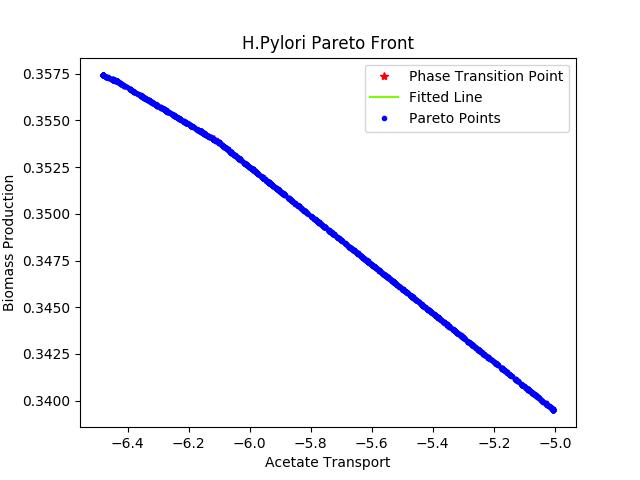 H.Pylori Pareto Front
Phase Transition Point
Fitted Line
Pareto Points
Biomass Production
0.3575
0.3550
0.3525
0.3500
0.3475
0.3450
0.3425
0.3400
−6.4 −6.2 −6.0 −5.8 −5.6 −5.4 −5.2 −5.0
Acetate Transport